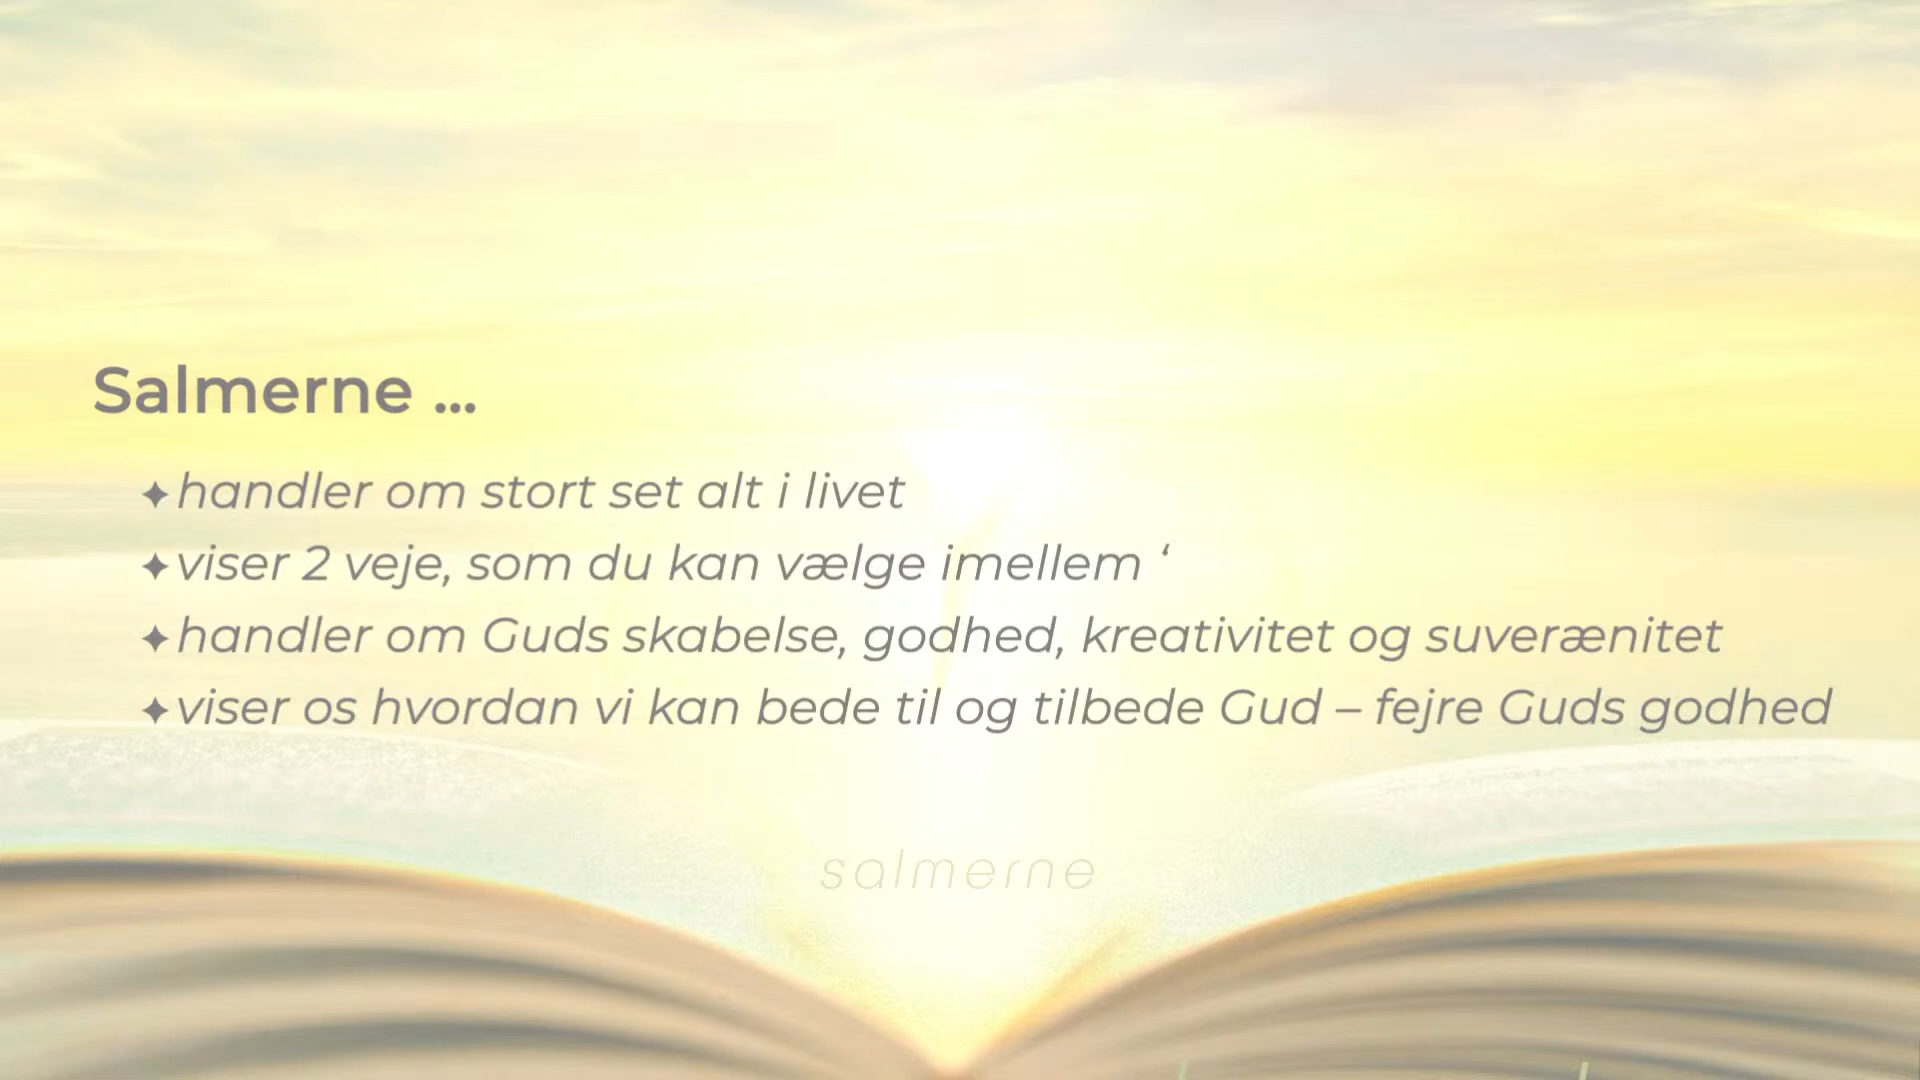 Salmerne ...
✦handler om stort set alt i livet
✦viser 2 veje, som du kan vælge imellem ‘
✦handler om Guds skabelse, godhed, kreativitet og suverænitet
✦viser os hvordan vi kan bede til og tilbede Gud – fejre Guds godhed
salmerne